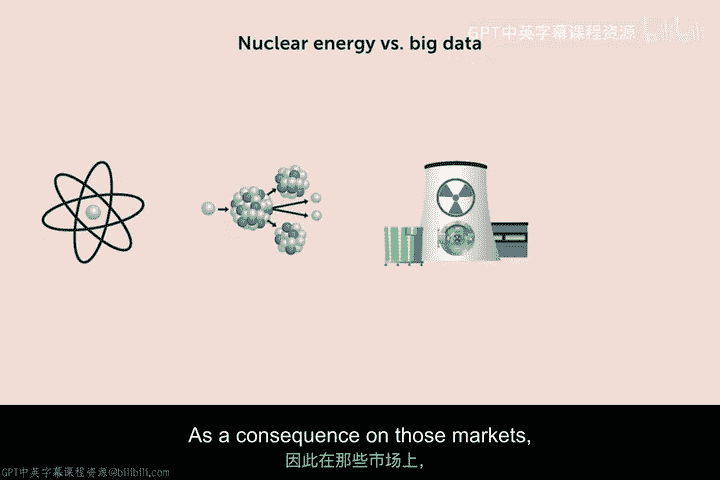 GPT中英字幕课程资源
bilibili
Nuclear energy vs. big data
As a consequence on those markets,
因此在那些市场上，
GPT中英字幕课程资源@bilibili.com